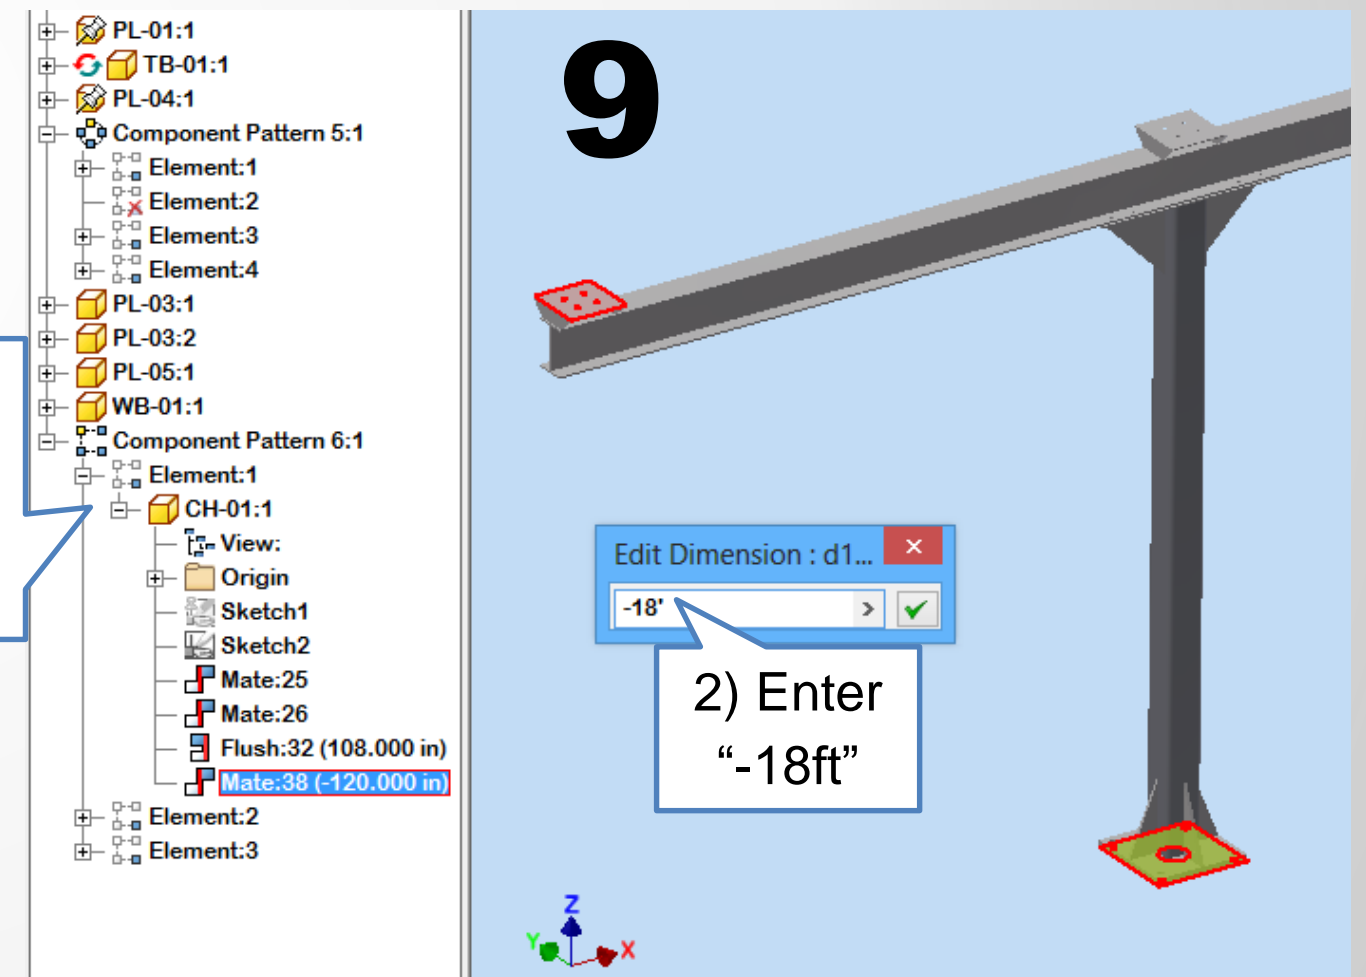 PL-01:1
TB-01:1
PL-04:1
Component Pattern 5:1
Element:1
Element:2
Element:3
Element:4
PL-03:1
PL-03:2
PL-05:1
WB-01:1
Component Pattern 6:1
Element:1
CH-01:1
View:
Origin
Sketch1
Sketch2
Mate:25
Mate:26
Flush:32 (108.000 in)
Mate:38 (-120.000 in)
Element:2
Element:3
9
Edit Dimension : d1...
-18'
2) Enter
“-18ft”
Z
Y
X